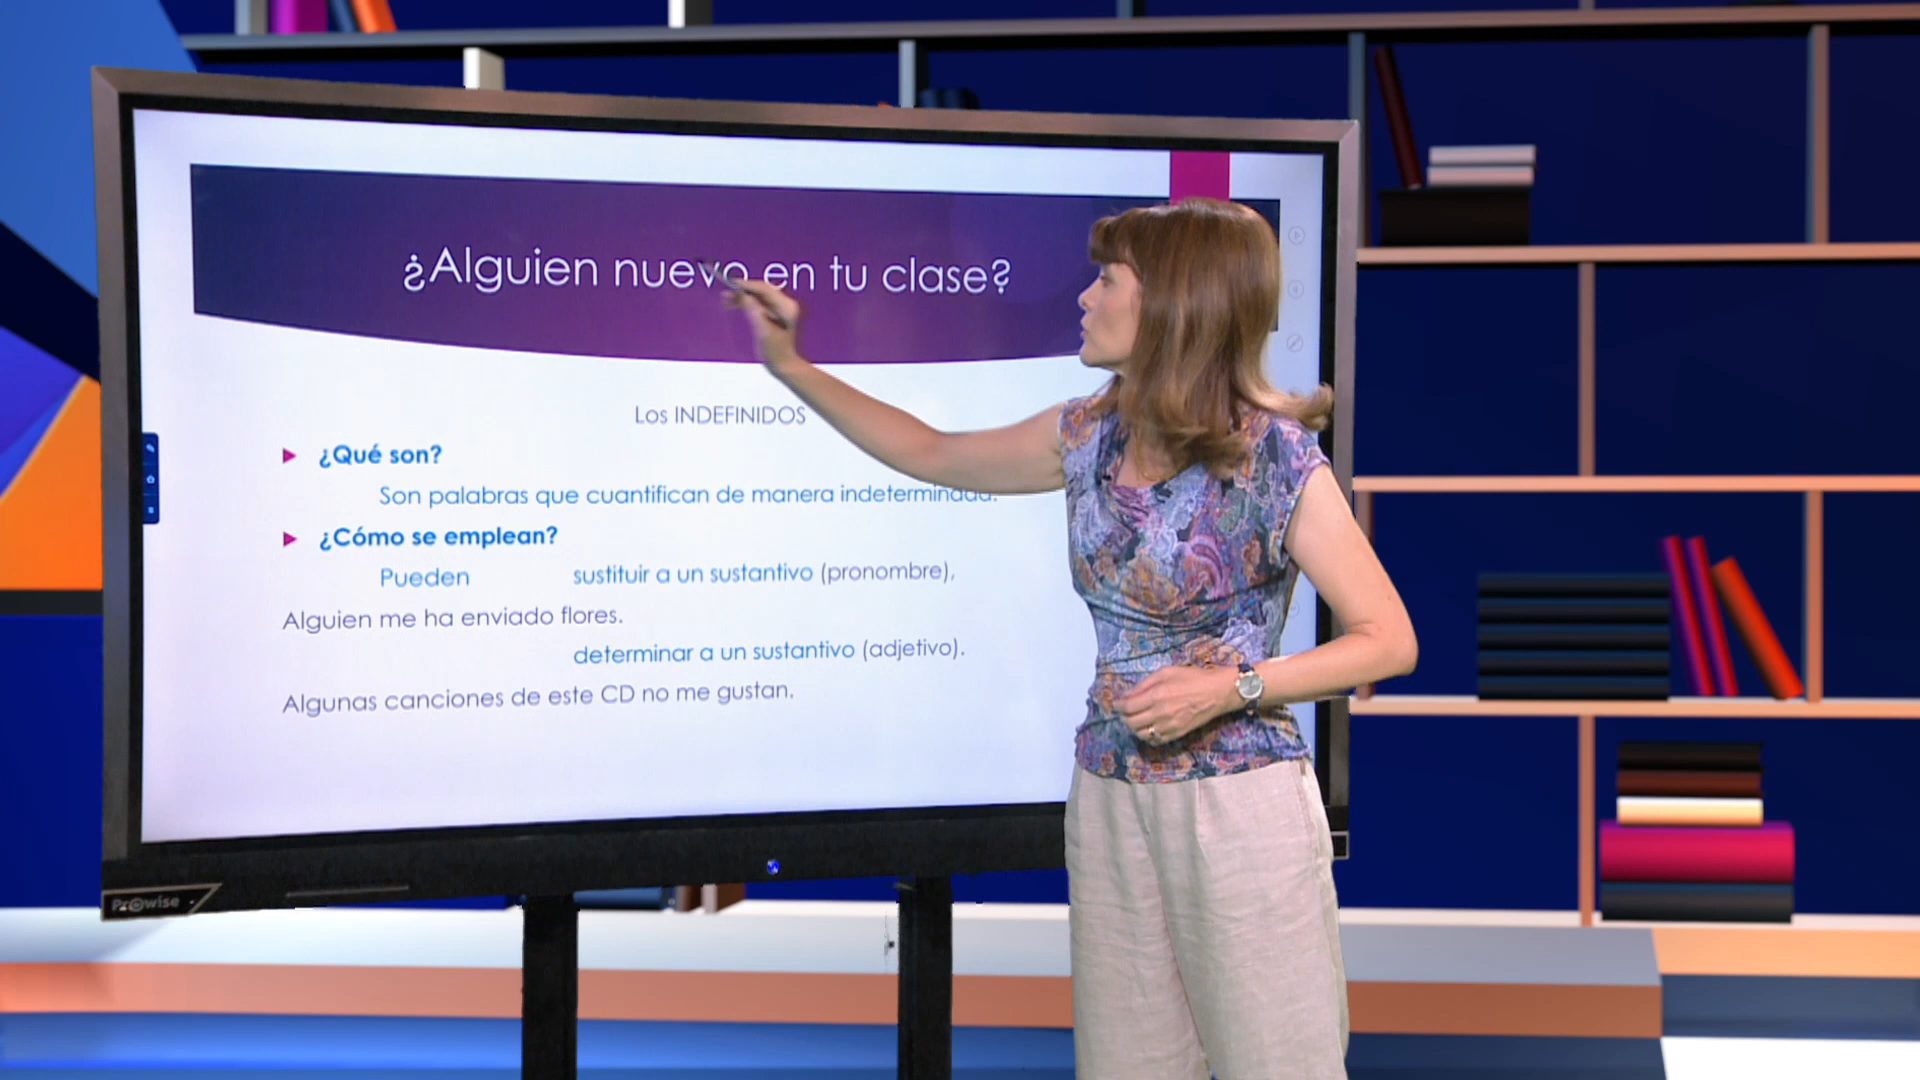 ¿Alguien nuevo en tu clase?
Los INDEFINIDOS
¿Qué son?
Son palabras que cuantifican de manera indeterminada.
¿Cómo se emplean?
Pueden sustituir a un sustantivo (pronombre),
Alguien me ha enviado flores.
determinar a un sustantivo (adjetivo).
Algunas canciones de este CD no me gustan.
Prowise